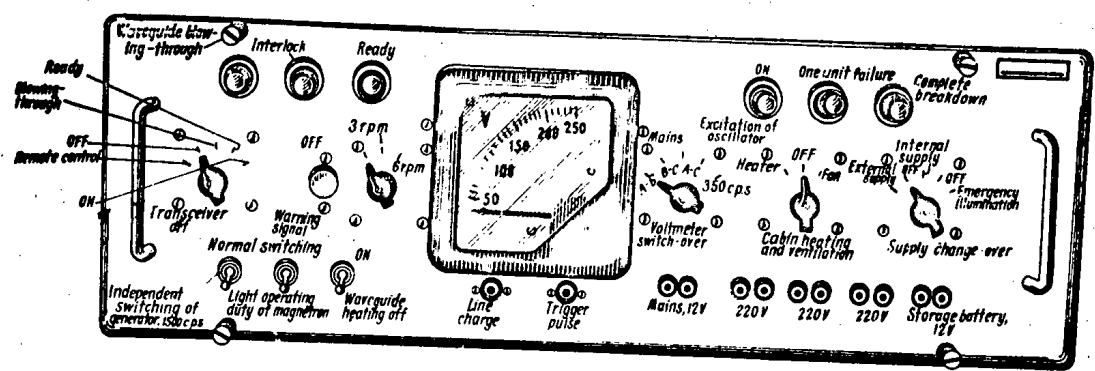 Waveguide blow-
ing-through
Interlock
Ready
Ready
Blowing-
through
OFF
Remote control
ON
Transceiver
off
OFF
Warning
signal
3 rpm
6 rpm
Normal switching
ON
Independent
switching of
generator, 1500 cps
Light operating
duty of magnetron
Waveguide
heating off
V
50
100
150
200
250
Line
charge
Trigger
pulse
ON
One unit failure
Complete
breakdown
Mains
Excitation of
oscillator
A-B
B-C
A-C
350 cps
Voltmeter
switch-over
Heater
OFF
Fan
Cabin heating
and ventilation
External
supply
OFF
Internal
supply
OFF
Emergency
illumination
Supply change-over
Mains, 12V
220V
220V
220V
Storage battery,
12V